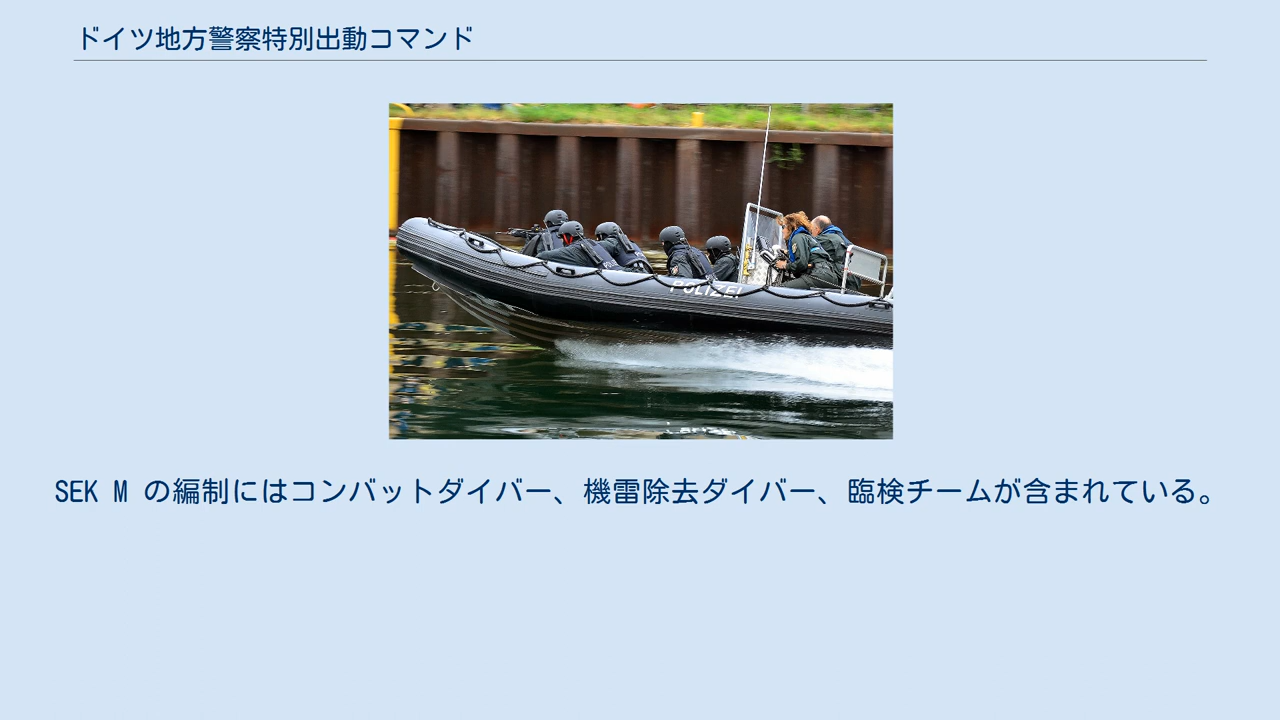 ドイツ地方警察特別出動コマンド
POLIZEI
SEK M の編制にはコンバットダイバー、機雷除去ダイバー、臨検チームが含まれている。